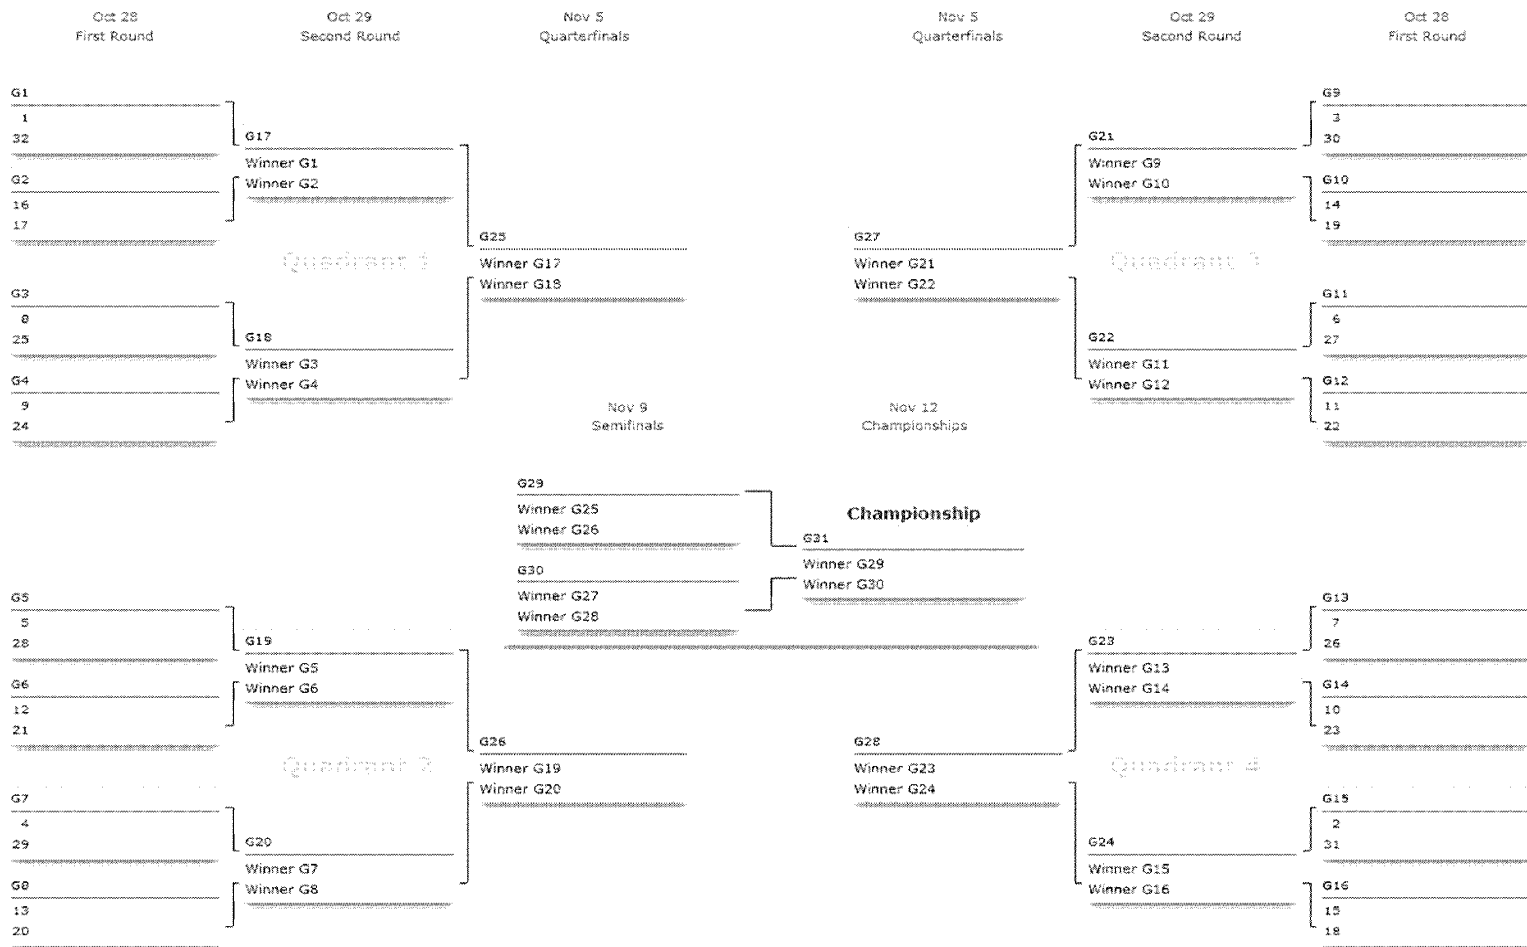 Oct 28
First Round
Oct 29
Second Round
Nov 5
Quarterfinals
Nov 5
Quarterfinals
Oct 29
Second Round
Oct 28
First Round
G1
1
32
G2
16
17
G17
Winner G1
Winner G2
Quadrant 1
G3
8
25
G4
9
24
G18
Winner G3
Winner G4
G25
Winner G17
Winner G18
G27
Winner G21
Winner G22
G21
Winner G9
Winner G10
Quadrant 3
G22
Winner G11
Winner G12
G9
3
30
G10
14
19
G11
6
27
G12
11
22
Nov 9
Semifinals
Nov 12
Championships
G29
Winner G25
Winner G26
G30
Winner G27
Winner G28
Championship
G31
Winner G29
Winner G30
G5
5
28
G6
12
21
G19
Winner G5
Winner G6
Quadrant 2
G7
4
29
G8
13
20
G20
Winner G7
Winner G8
G26
Winner G19
Winner G20
G28
Winner G23
Winner G24
G23
Winner G13
Winner G14
Quadrant 4
G24
Winner G15
Winner G16
G13
7
26
G14
10
23
G15
2
31
G16
15
18